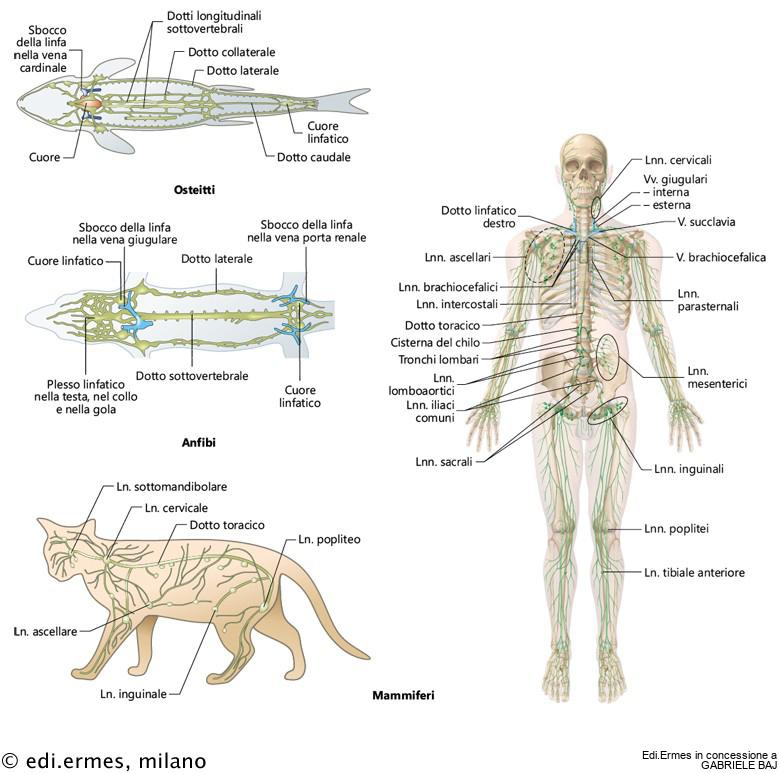 Dotti longitudinali
sottovertebrali
Sbocco
della linfa
nella vena
cardinale
Dotto collaterale
Dotto laterale
Cuore
Cuore
linfatico
Dotto caudale
Osteitti
Sbocco della linfa
nella vena giugulare
Sbocco della linfa
nella vena porta renale
Cuore linfatico
Dotto laterale
Plesso linfatico
nella testa, nel collo
e nella gola
Dotto sottovertebrale
Cuore
linfatico
Anfibi
Ln. sottomandibolare
Ln. cervicale
Dotto toracico
Ln. popliteo
Ln. ascellare
Ln. inguinale
Lnn. cervicali
Vv. giugulari
– interna
– esterna
Dotto linfatico
destro
V. succlavia
Lnn. ascellari
V. brachiocefalica
Lnn. brachiocefalici
Lnn. intercostali
Lnn.
parasternali
Dotto toracico
Cisterna del chilo
Tronchi lombari
Lnn.
lomboaortici
Lnn.
mesenterici
Lnn. iliaci
comuni
Lnn. sacrali
Lnn. inguinali
Lnn. poplitei
Ln. tibiale anteriore
Mammiferi
© edi.ermes, milano
Edi.Ermes in concessione a
GABRIELE BAJ